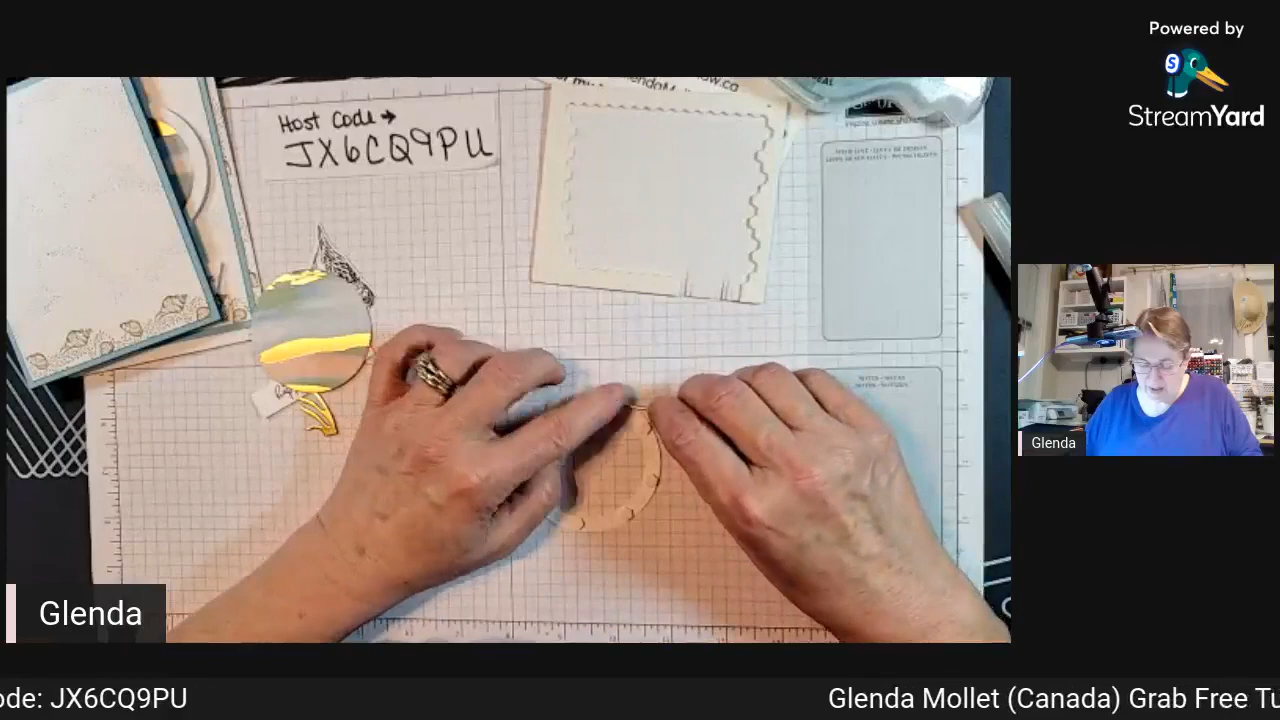 Powered by
StreamYard
Host Code →
JX6CQ9PU
Glenda
Glenda
ode: JX6CQ9PU
Glenda Mollet (Canada) Grab Free Tu